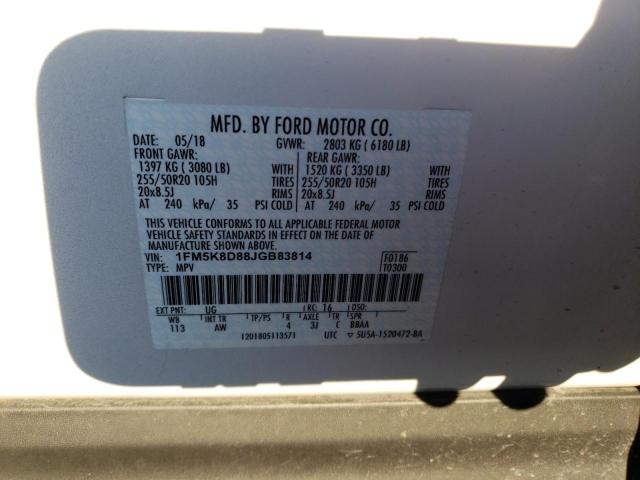 MFD. BY FORD MOTOR CO.
DATE: 05/18 GVWR: 2803 KG ( 6180 LB)
FRONT GAWR: REAR GAWR:
1397 KG ( 3080 LB) WITH 1520 KG ( 3350 LB) WITH
255/50R20 105H TIRES 255/50R20 105H TIRES
20x8.5J RIMS 20x8.5J RIMS
AT 240 kPa/ 35 PSI COLD AT 240 kPa/ 35 PSI COLD
THIS VEHICLE CONFORMS TO ALL APPLICABLE FEDERAL MOTOR
VEHICLE SAFETY STANDARDS IN EFFECT ON THE DATE OF
MANUFACTURE SHOWN ABOVE.
VIN: 1FM5K8D88JGB83814 F0186
TYPE: MPV T0300
EXT PNT: UG RC: 16 DSO:
WB INT TR TP/PS R AXLE TR SPR
113 AW 4 3J C BBAA
1201805113571 UTC 5U5A-1520472-BA